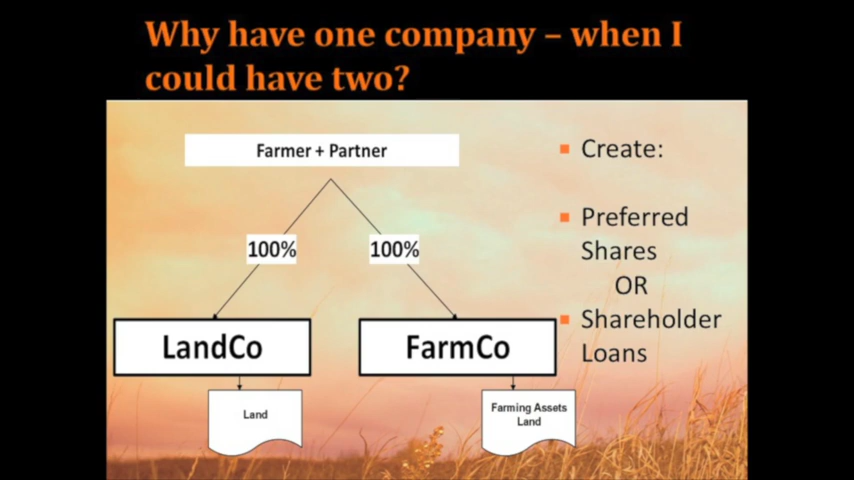 Why have one company – when I
could have two?
Farmer + Partner
100%
100%
LandCo
FarmCo
Land
Farming Assets
Land
Create:
Preferred
Shares
OR
Shareholder
Loans